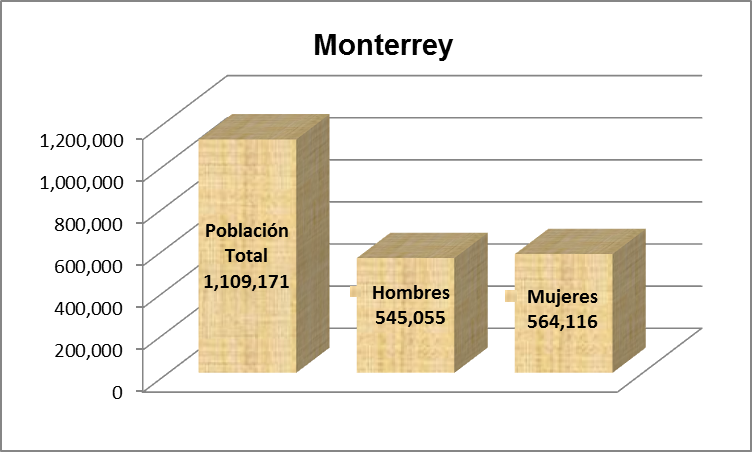 Monterrey
1,200,000
1,000,000
800,000
600,000
400,000
200,000
0
Población
Total
1,109,171
Hombres
545,055
Mujeres
564,116